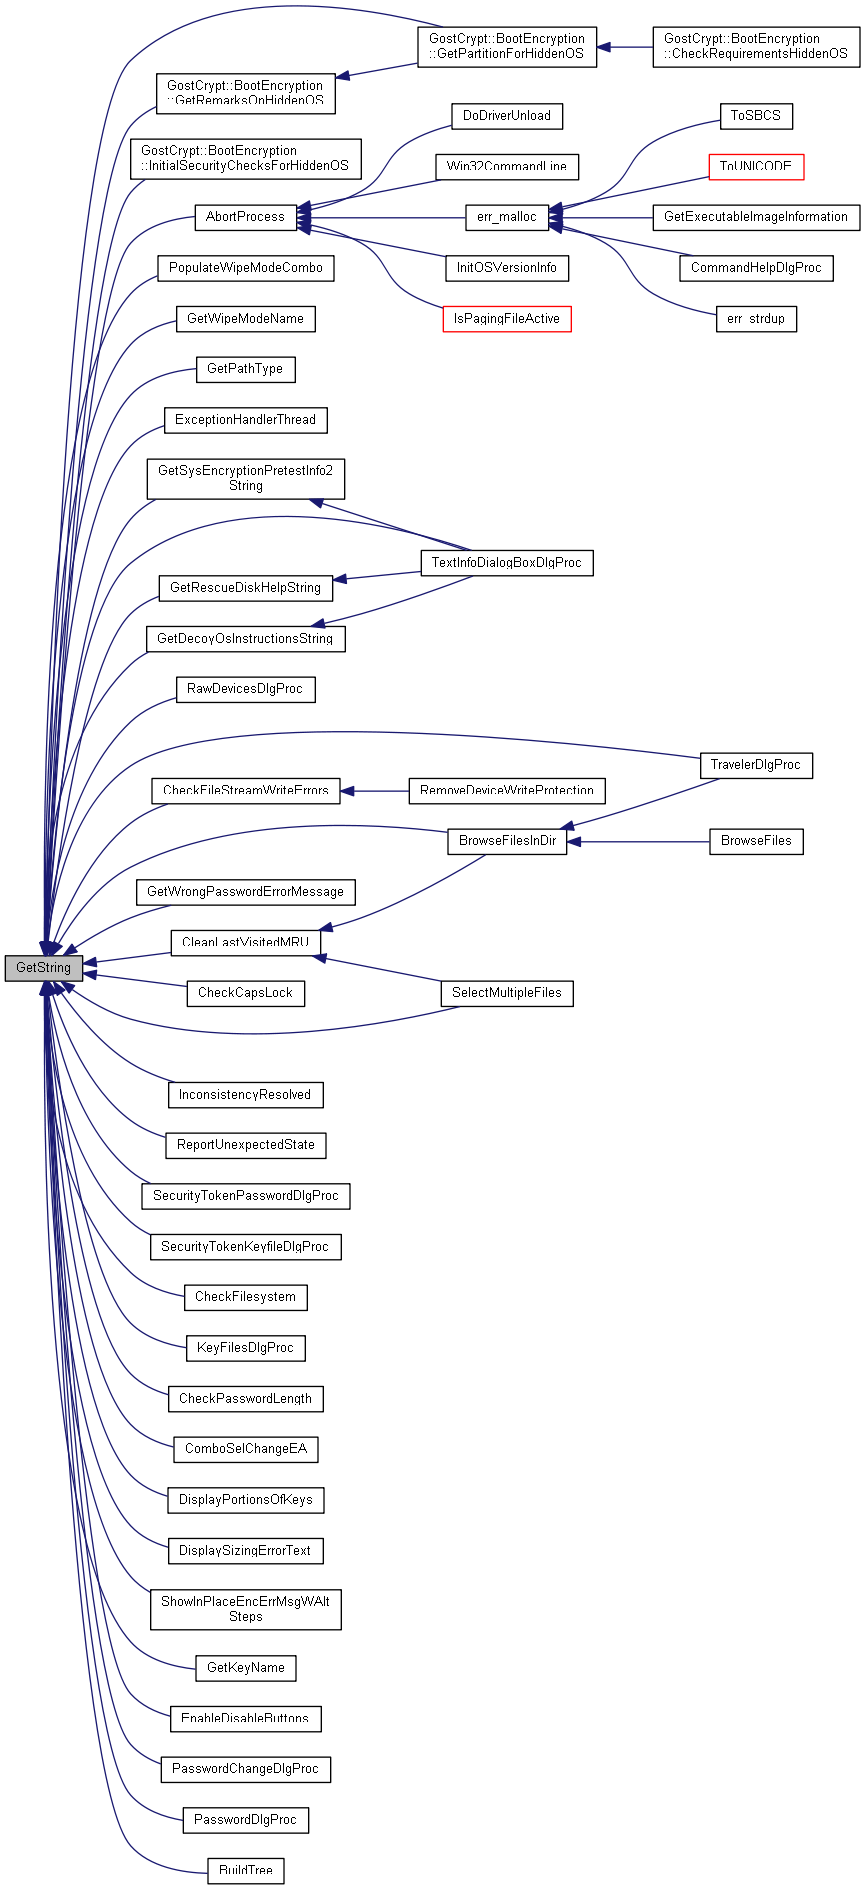 GostCrypt::BootEncryption
::GetPartitionForHiddenOS
GostCrypt::BootEncryption
::CheckRequirementsHiddenOS
GostCrypt::BootEncryption
::GetRemarksOnHiddenOS
DoDriverUnload
ToSBCS
GostCrypt::BootEncryption
::InitialSecurityChecksForHiddenOS
Win32CommandLine
ToUNICODE
AbortProcess
err_malloc
GetExecutableImageInformation
PopulateWipeModeCombo
InitOSVersionInfo
CommandHelpDlgProc
GetWipeModeName
IsPagingFileActive
err_strdup
GetPathType
ExceptionHandlerThread
GetSysEncryptionPretestInfo2
String
TextInfoDialogBoxDlgProc
GetRescueDiskHelpString
GetDecoyOsInstructionsString
RawDevicesDlgProc
TravelerDlgProc
CheckFileStreamWriteErrors
RemoveDeviceWriteProtection
BrowseFilesInDir
BrowseFiles
GetWrongPasswordErrorMessage
CleanLastVisitedMRU
GetString
CheckCapsLock
SelectMultipleFiles
InconsistencyResolved
ReportUnexpectedState
SecurityTokenPasswordDlgProc
SecurityTokenKeyfileDlgProc
CheckFilesystem
KeyFilesDlgProc
CheckPasswordLength
ComboSelChangeEA
DisplayPortionsOfKeys
DisplaySizingErrorText
ShowInPlaceEncErrMsgWAlt
Steps
GetKeyName
EnableDisableButtons
PasswordChangeDlgProc
PasswordDlgProc
BuildTree